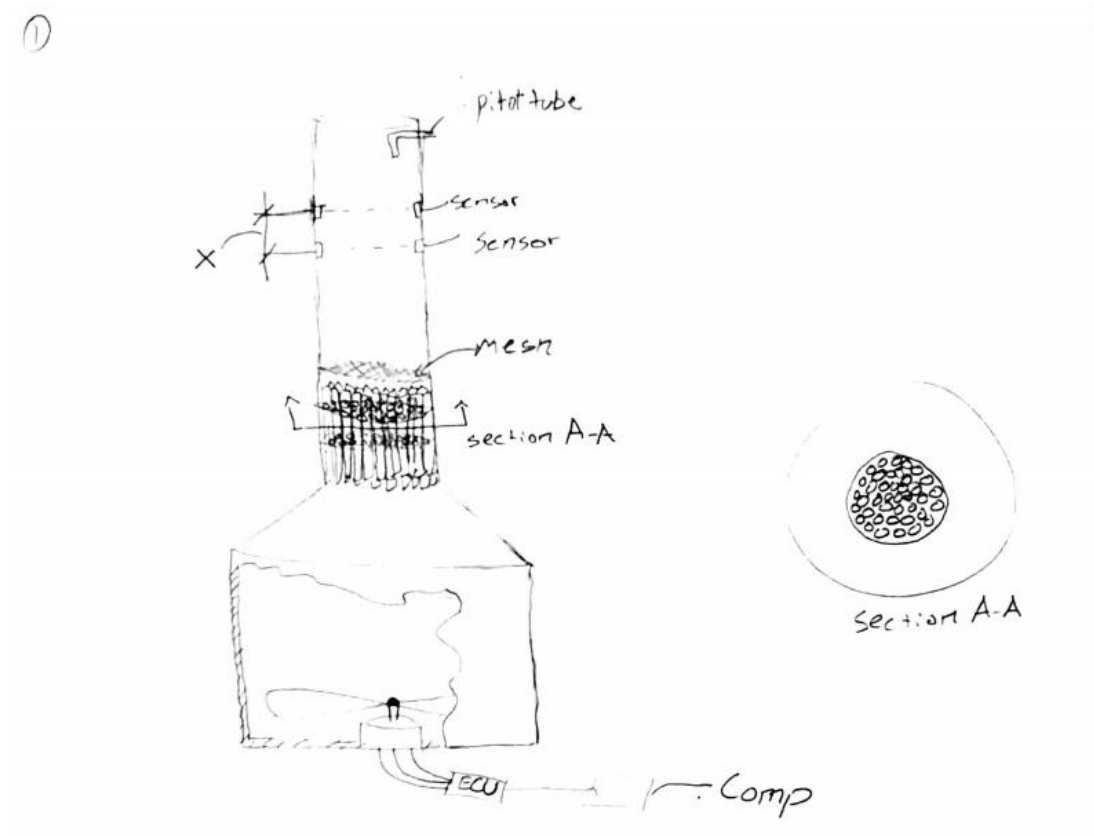 ①
pitot tube
sensor
sensor
X
mesh
section A-A
section A-A
ECU
Comp